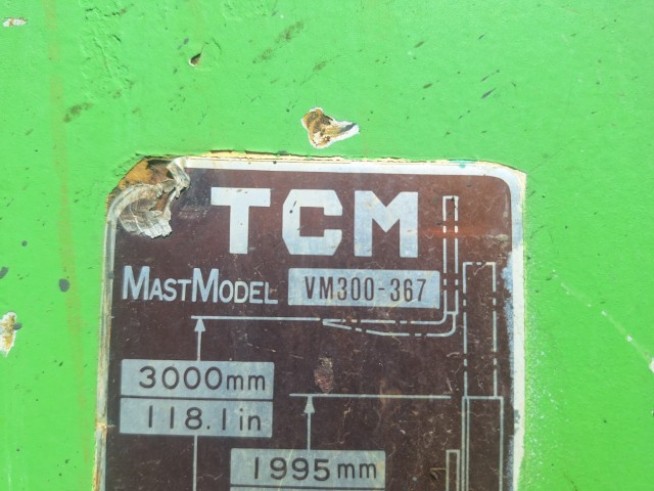 TCM
MASTMODEL VM300-367
3000mm
118.1in
1995mm